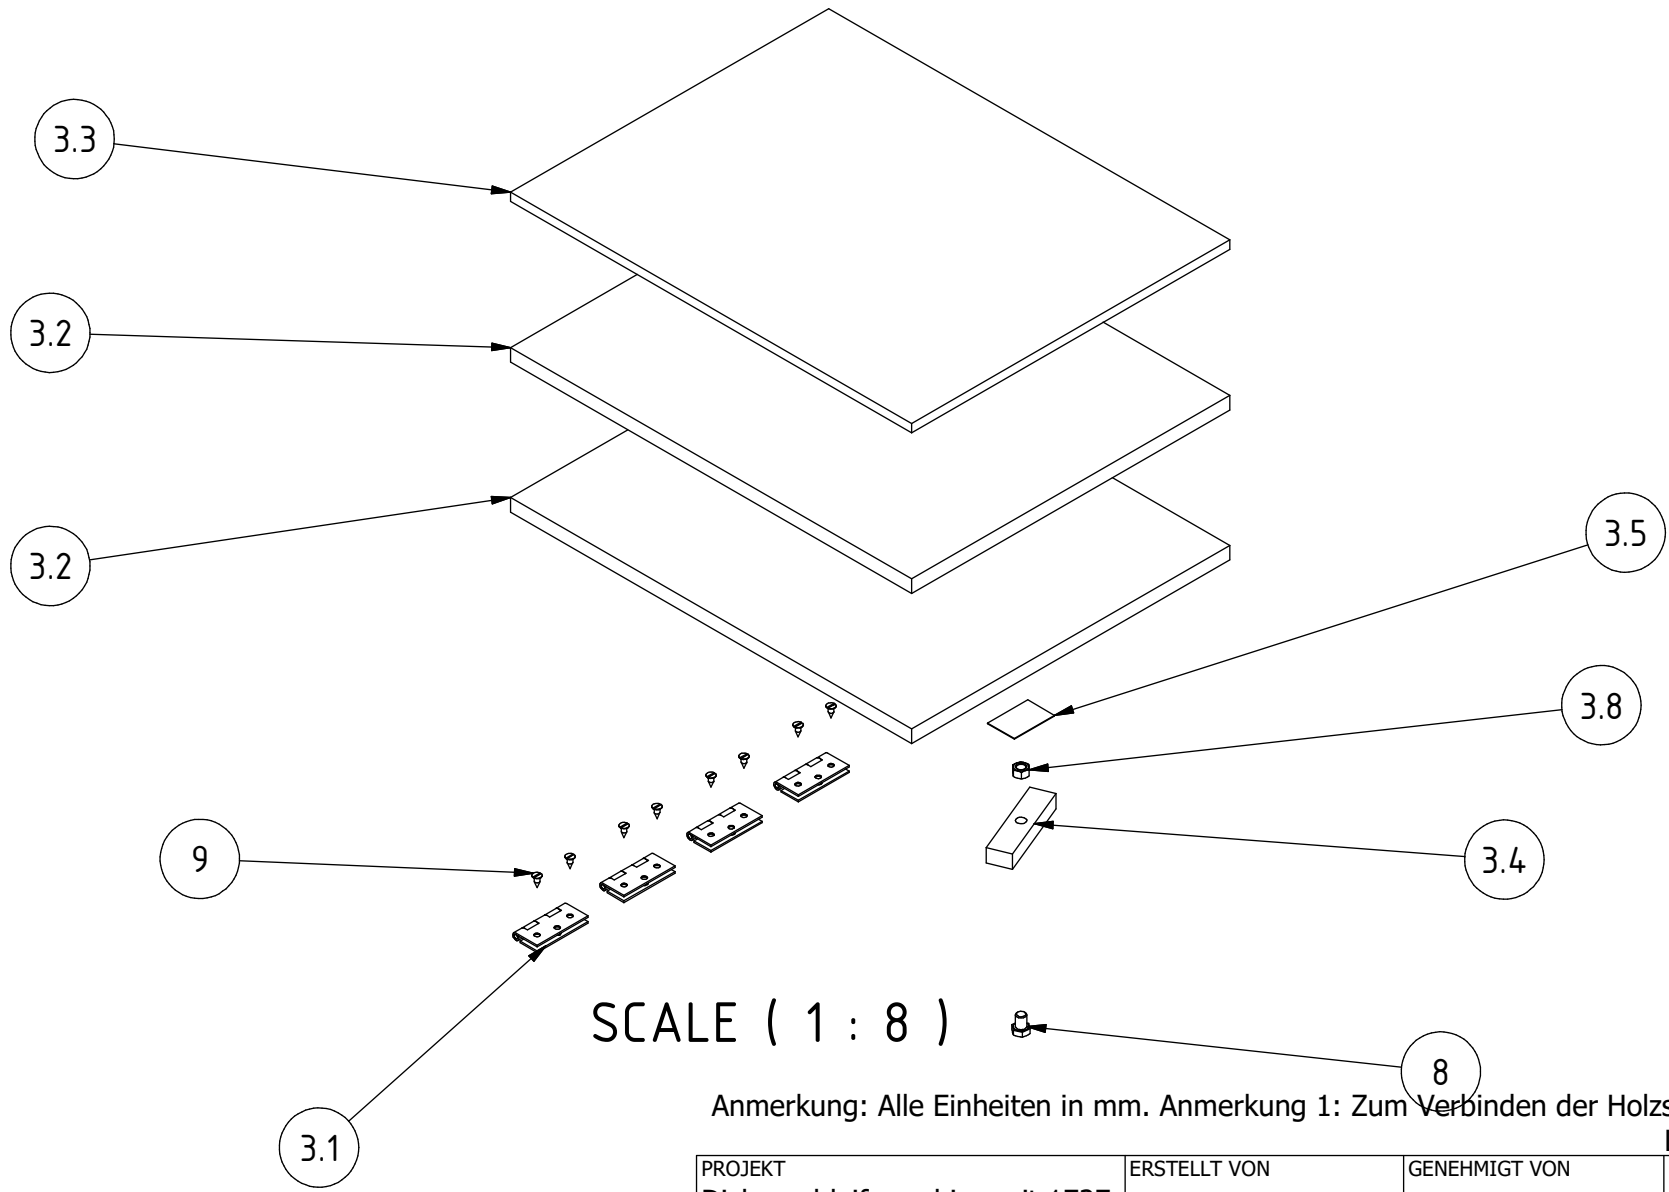 3.3
3.2
3.2
3.5
3.8
9
3.4
SCALE ( 1 : 8 )
8
3.1
Anmerkung: Alle Einheiten in mm. Anmerkung 1: Zum Verbinden der Holzs
PROJEKT
ERSTELLT VON
GENEHMIGT VON